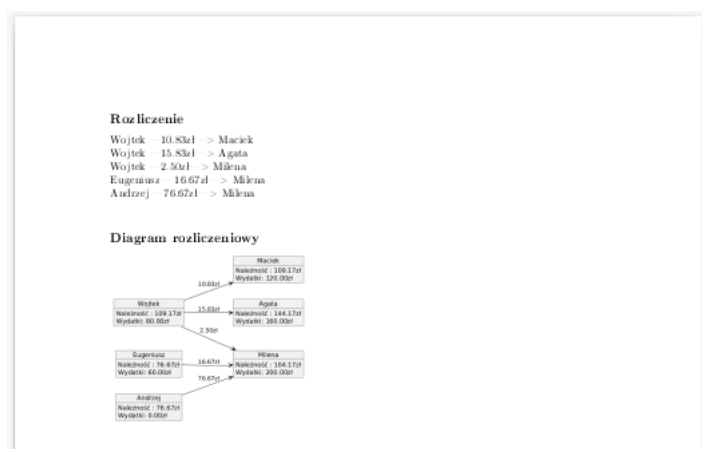 Rozliczenie
Wojtek —10.83zł—> Maciek
Wojtek —15.83zł—> Agata
Wojtek —2.50zł—> Milena
Eugeniusz —16.67zł—> Milena
Andrzej —76.67zł—> Milena
Diagram rozliczeniowy
Maciek
Należność : 109.17zł
Wydatki: 120.00zł
10.83zł
Wojtek
Należność : 109.17zł
Wydatki: 80.00zł
15.83zł
Agata
Należność : 144.17zł
Wydatki: 160.00zł
2.50zł
Eugeniusz
Należność : 76.67zł
Wydatki: 60.00zł
16.67zł
Milena
Należność : 104.17zł
Wydatki: 200.00zł
76.67zł
Andrzej
Należność : 76.67zł
Wydatki: 0.00zł